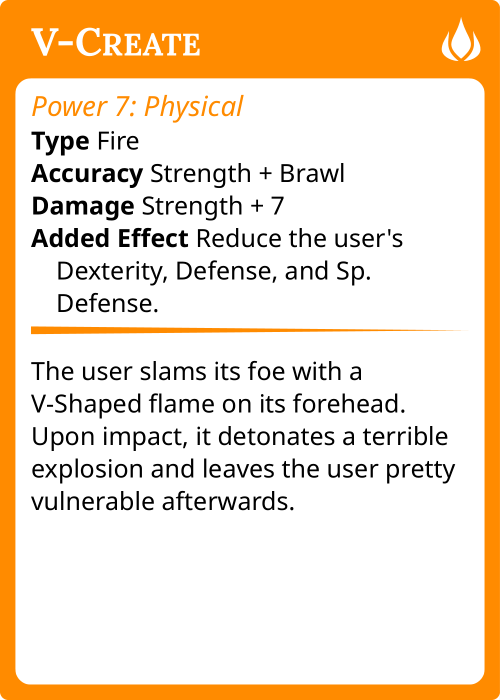 V-Create
Power 7: Physical
Type Fire
Accuracy Strength + Brawl
Damage Strength + 7
Added Effect Reduce the user's
Dexterity, Defense, and Sp.
Defense.
The user slams its foe with a
V-Shaped flame on its forehead.
Upon impact, it detonates a terrible
explosion and leaves the user pretty
vulnerable afterwards.